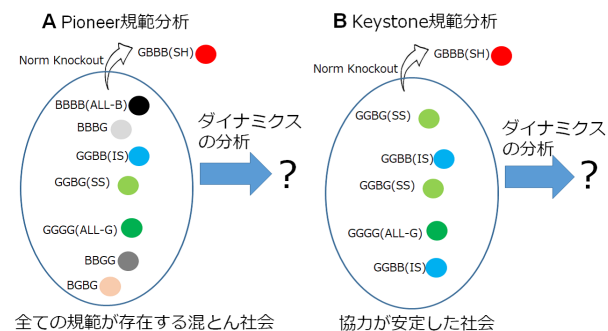 A Pioneer規範分析
GBBB(SH)
Norm Knockout
BBBB(ALL-B)
BBBG
GGBB(IS)
GGBG(SS)
GGGG(ALL-G)
BBGG
BGBG
ダイナミクス
の分析
?
全ての規範が存在する混とん社会
B Keystone規範分析
GBBB(SH)
Norm Knockout
GGBG(SS)
GGBB(IS)
GGBG(SS)
GGGG(ALL-G)
GGBB(IS)
ダイナミクス
の分析
?
協力が安定した社会